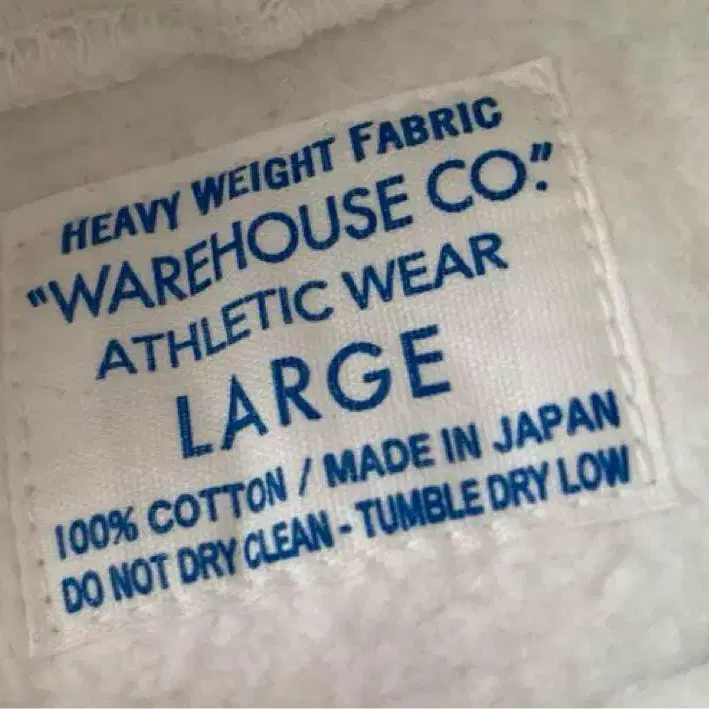 HEAVY WEIGHT FABRIC
"WAREHOUSE CO."
ATHLETIC WEAR
LARGE
100% COTTON / MADE IN JAPAN
DO NOT DRY CLEAN - TUMBLE DRY LOW